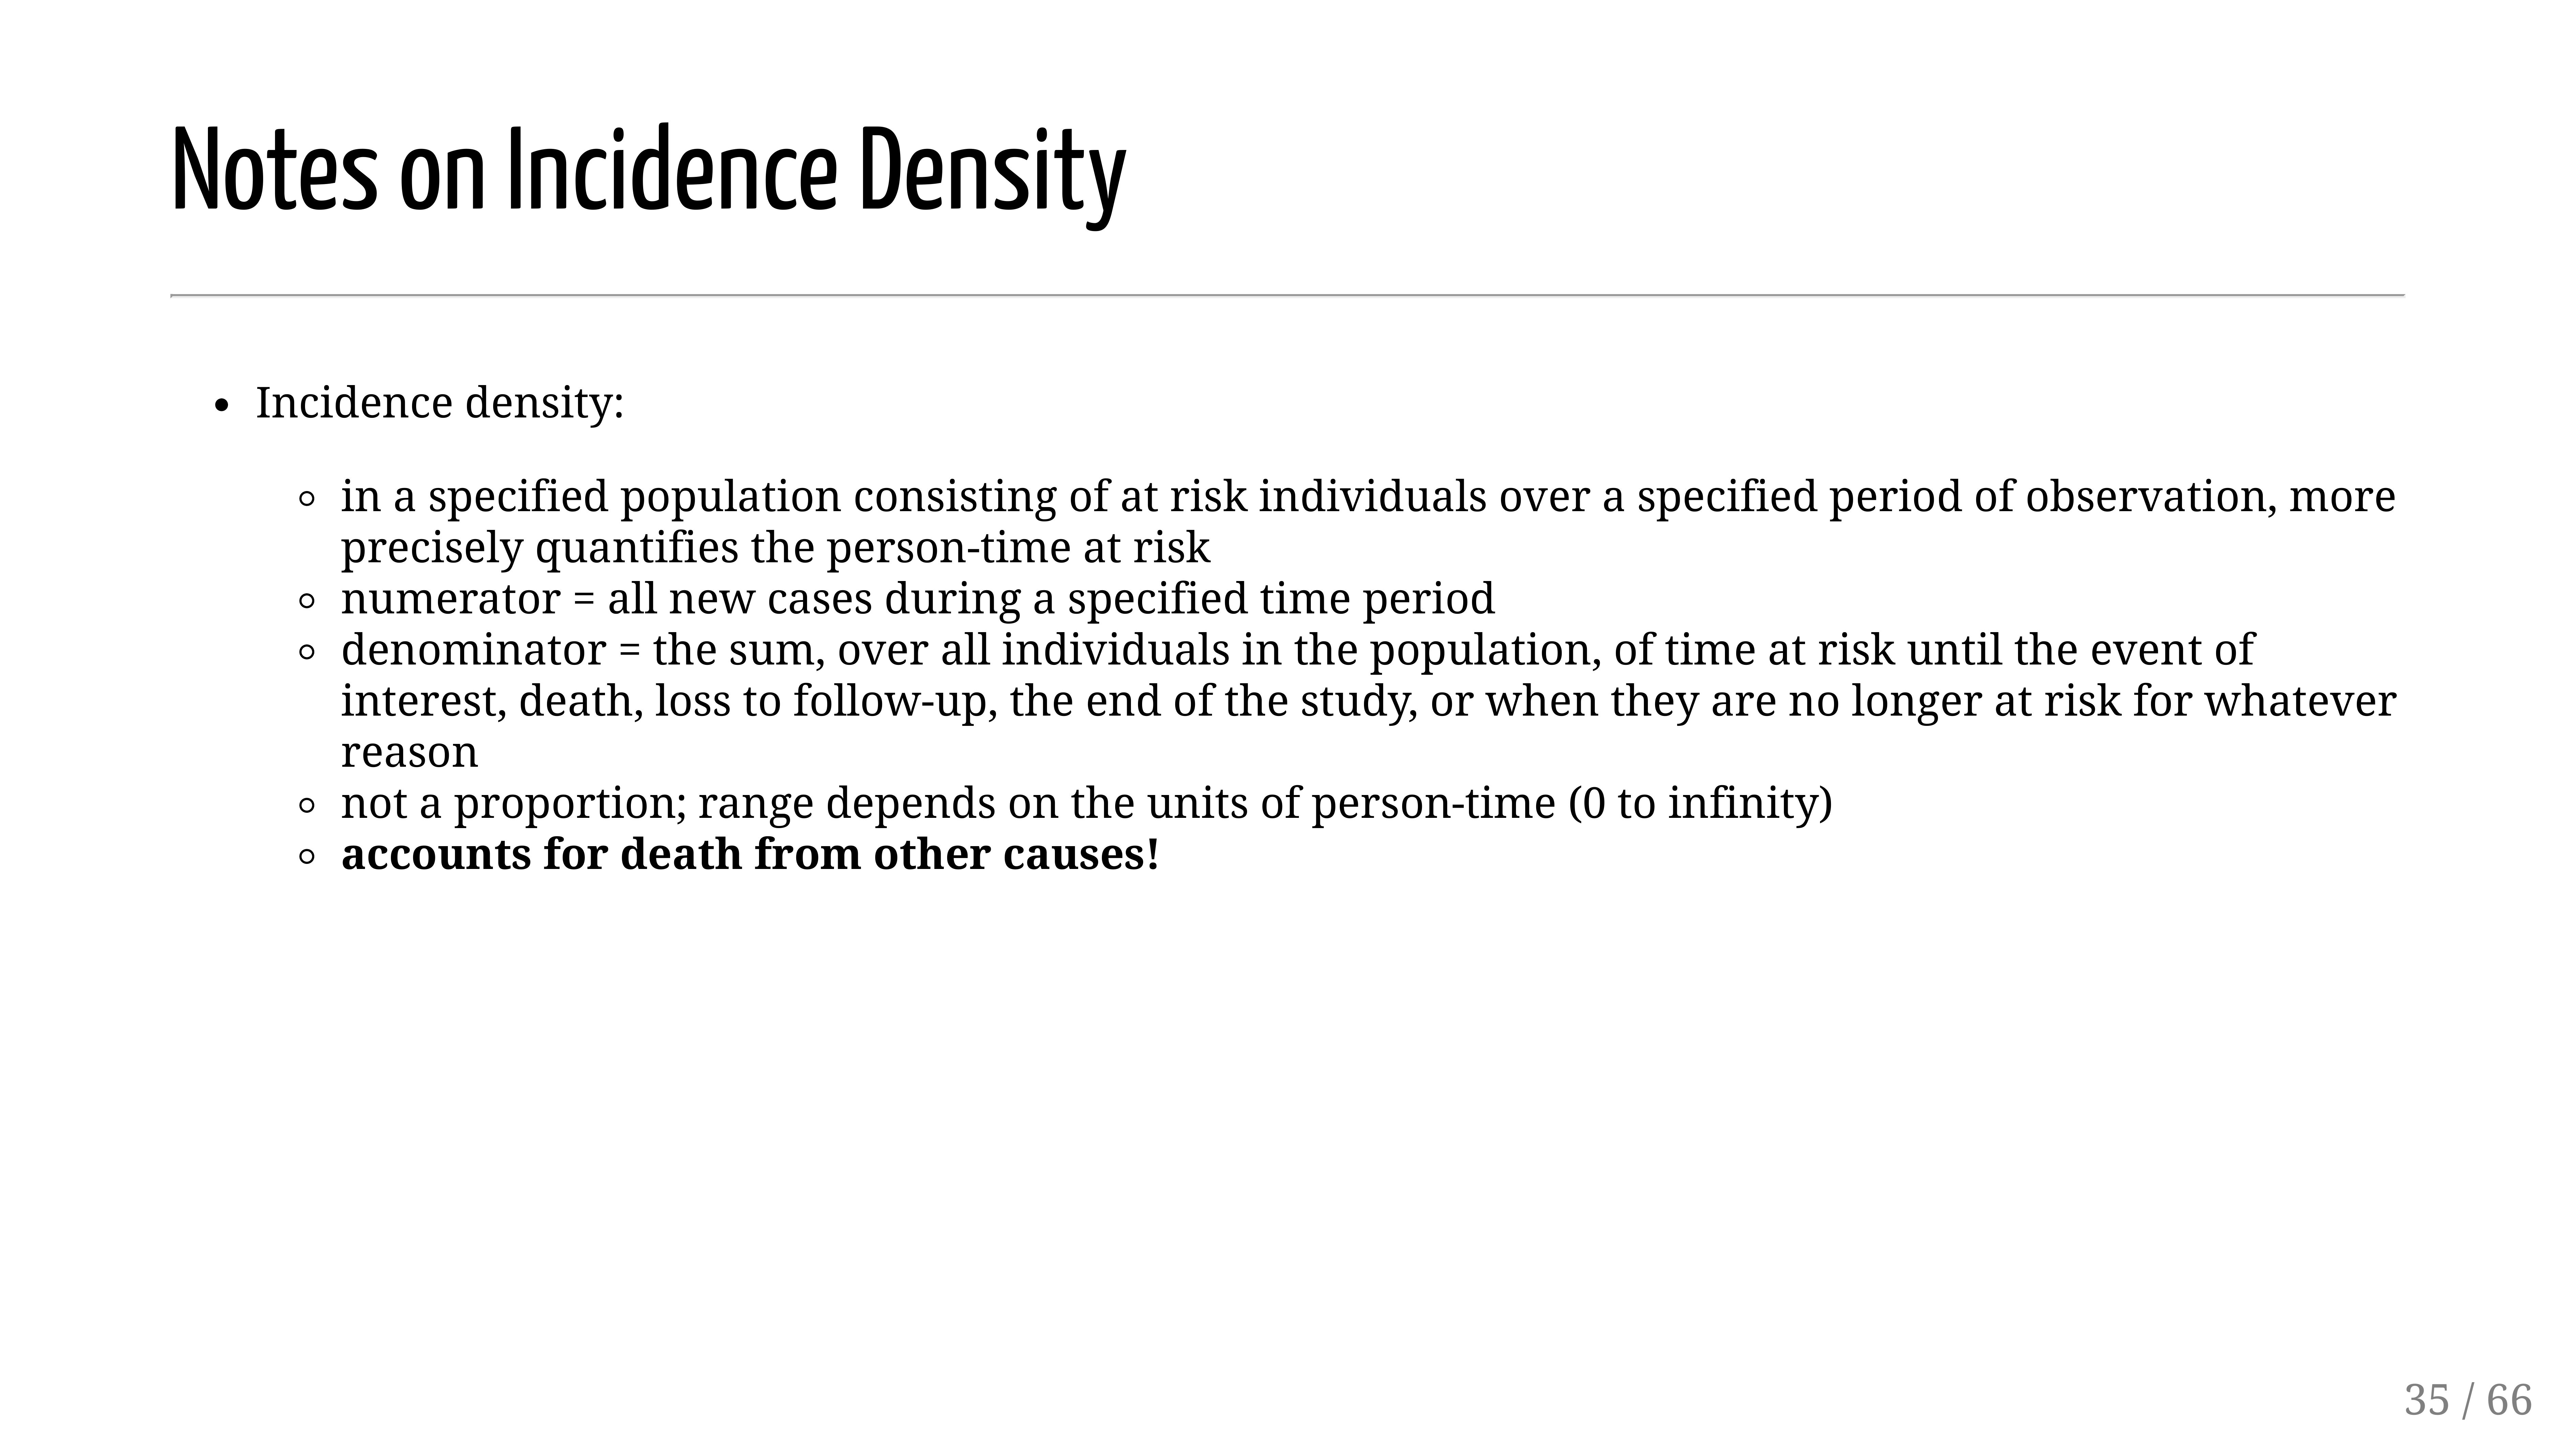 Notes on Incidence Density
• Incidence density:
◦ in a specified population consisting of at risk individuals over a specified period of observation, more
precisely quantifies the person-time at risk
◦ numerator = all new cases during a specified time period
◦ denominator = the sum, over all individuals in the population, of time at risk until the event of
interest, death, loss to follow-up, the end of the study, or when they are no longer at risk for whatever
reason
◦ not a proportion; range depends on the units of person-time (0 to infinity)
◦ accounts for death from other causes!
35 / 66